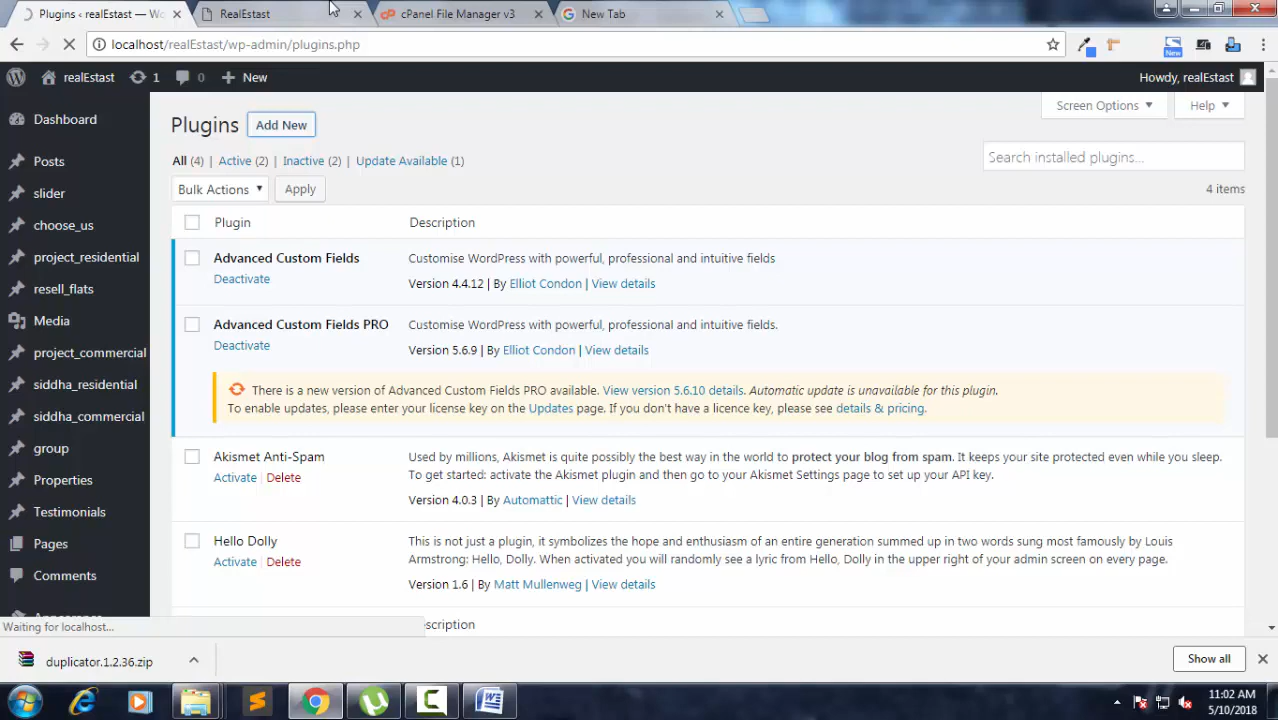 Plugins ‹ realEstast — Wo
RealEstast
cPanel File Manager v3
New Tab
localhost/realEstast/wp-admin/plugins.php
New
realEstast
1
0
New
Howdy, realEstast
Dashboard
Posts
slider
choose_us
project_residential
resell_flats
Media
project_commercial
siddha_residential
siddha_commercial
group
Properties
Testimonials
Pages
Comments
Plugins
Add New
Screen Options
Help
All (4) | Active (2) | Inactive (2) | Update Available (1)
Search installed plugins...
Bulk Actions
Apply
4 items
Plugin
Description
Advanced Custom Fields
Deactivate
Customise WordPress with powerful, professional and intuitive fields
Version 4.4.12 | By Elliot Condon | View details
Advanced Custom Fields PRO
Deactivate
Customise WordPress with powerful, professional and intuitive fields.
Version 5.6.9 | By Elliot Condon | View details
There is a new version of Advanced Custom Fields PRO available. View version 5.6.10 details. Automatic update is unavailable for this plugin.
To enable updates, please enter your license key on the Updates page. If you don't have a licence key, please see details & pricing.
Akismet Anti-Spam
Activate | Delete
Used by millions, Akismet is quite possibly the best way in the world to protect your blog from spam. It keeps your site protected even while you sleep.
To get started: activate the Akismet plugin and then go to your Akismet Settings page to set up your API key.
Version 4.0.3 | By Automattic | View details
Hello Dolly
Activate | Delete
This is not just a plugin, it symbolizes the hope and enthusiasm of an entire generation summed up in two words sung most famously by Louis
Armstrong: Hello, Dolly. When activated you will randomly see a lyric from Hello, Dolly in the upper right of your admin screen on every page.
Version 1.6 | By Matt Mullenweg | View details
escription
Waiting for localhost...
duplicator.1.2.36.zip
Show all
11:02 AM
5/10/2018